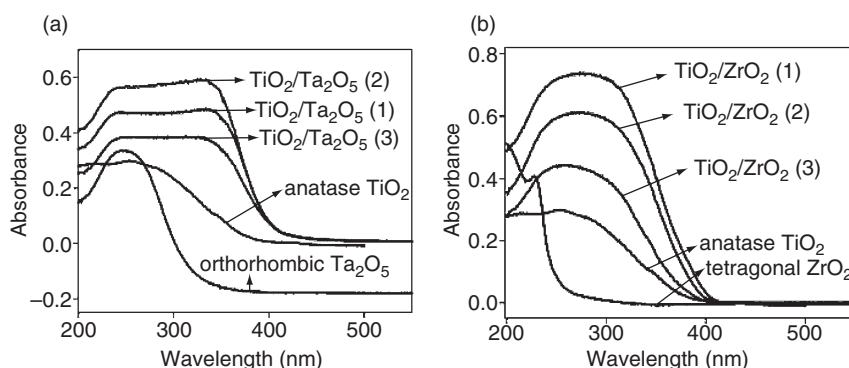 (a)
0.6
0.4
0.2
0.0
–0.2
Absorbance
TiO₂/Ta₂O₅ (2)
TiO₂/Ta₂O₅ (1)
TiO₂/Ta₂O₅ (3)
anatase TiO₂
orthorhombic Ta₂O₅
200 300 400 500
Wavelength (nm)
(b)
0.8
0.6
0.4
0.2
0.0
Absorbance
TiO₂/ZrO₂ (1)
TiO₂/ZrO₂ (2)
TiO₂/ZrO₂ (3)
anatase TiO₂
tetragonal ZrO₂
200 300 400 500
Wavelength (nm)